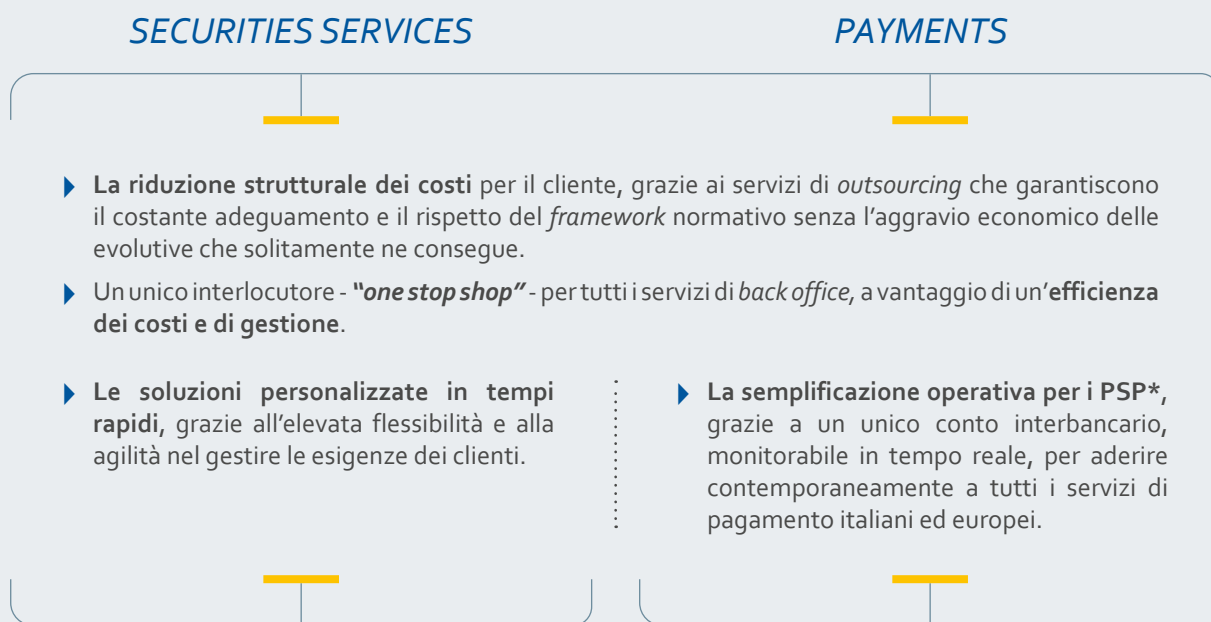 SECURITIES SERVICES
PAYMENTS
La riduzione strutturale dei costi per il cliente, grazie ai servizi di outsourcing che garantiscono
il costante adeguamento e il rispetto del framework normativo senza l'aggravio economico delle
evolutive che solitamente ne consegue.
Un unico interlocutore - "one stop shop" - per tutti i servizi di back office, a vantaggio di un'efficienza
dei costi e di gestione.
Le soluzioni personalizzate in tempi
rapidi, grazie all'elevata flessibilità e alla
agilità nel gestire le esigenze dei clienti.
La semplificazione operativa per i PSP*,
grazie a un unico conto interbancario,
monitorabile in tempo reale, per aderire
contemporaneamente a tutti i servizi di
pagamento italiani ed europei.